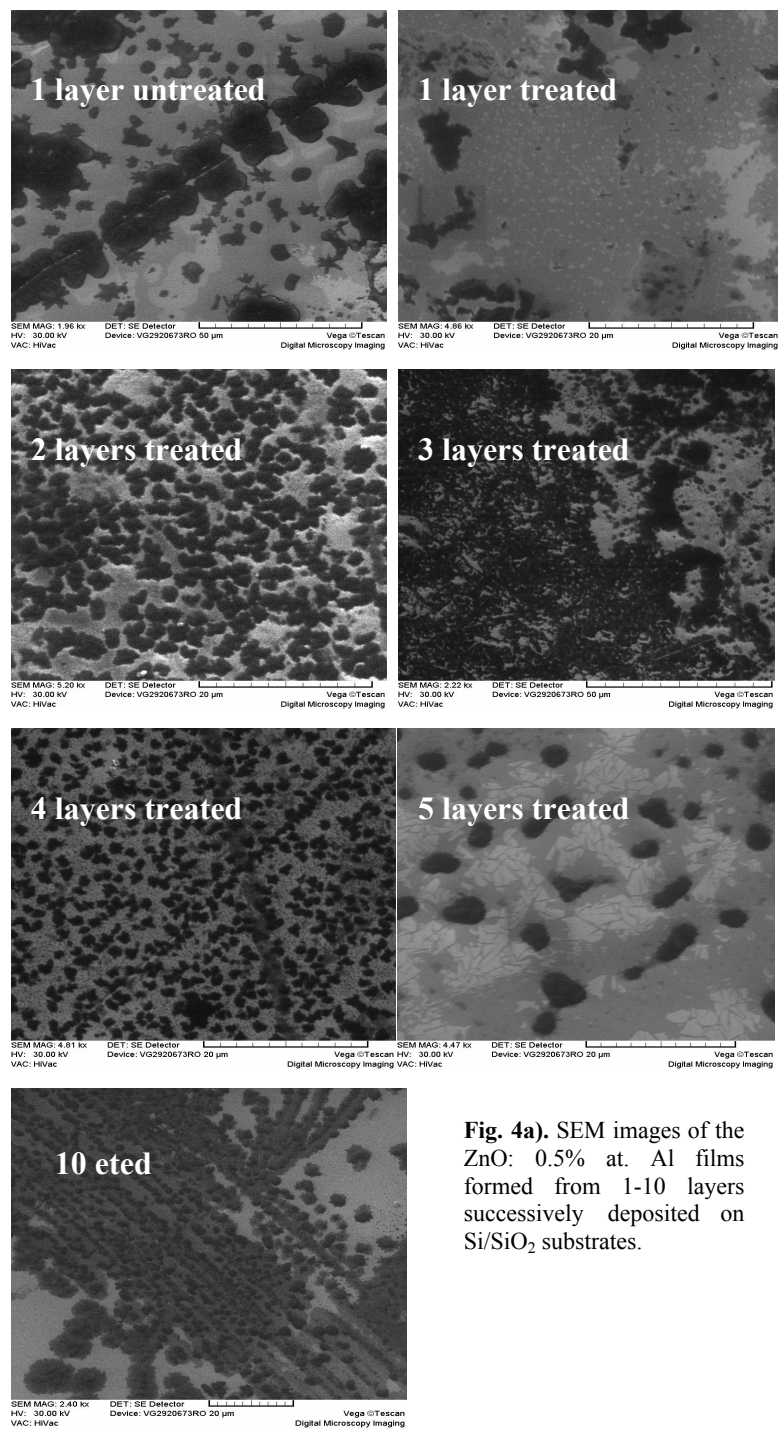 1 layer untreated
SEM MAG: 1.96 kx DET: SE Detector
HV: 30.00 kV Device: VG2920673RO 50 µm Vega ©Tescan
VAC: HiVac Digital Microscopy Imaging
1 layer treated
SEM MAG: 4.86 kx DET: SE Detector
HV: 30.00 kV Device: VG2920673RO 20 µm Vega ©Tescan
VAC: HiVac Digital Microscopy Imaging
2 layers treated
SEM MAG: 5.20 kx DET: SE Detector
HV: 30.00 kV Device: VG2920673RO 20 µm Vega ©Tescan
VAC: HiVac Digital Microscopy Imaging
3 layers treated
SEM MAG: 2.22 kx DET: SE Detector
HV: 30.00 kV Device: VG2920673RO 50 µm Vega ©Tescan
VAC: HiVac Digital Microscopy Imaging
4 layers treated
SEM MAG: 4.81 kx DET: SE Detector
HV: 30.00 kV Device: VG2920673RO 20 µm Vega ©Tescan
VAC: HiVac Digital Microscopy Imaging
5 layers treated
SEM MAG: 4.47 kx DET: SE Detector
HV: 30.00 kV Device: VG2920673RO 20 µm Vega ©Tescan
VAC: HiVac Digital Microscopy Imaging
10 eted
SEM MAG: 2.40 kx DET: SE Detector
HV: 30.00 kV Device: VG2920673RO 20 µm Vega ©Tescan
VAC: HiVac Digital Microscopy Imaging
Fig. 4a). SEM images of the
ZnO: 0.5% at. Al films
formed from 1-10 layers
successively deposited on
Si/SiO₂ substrates.